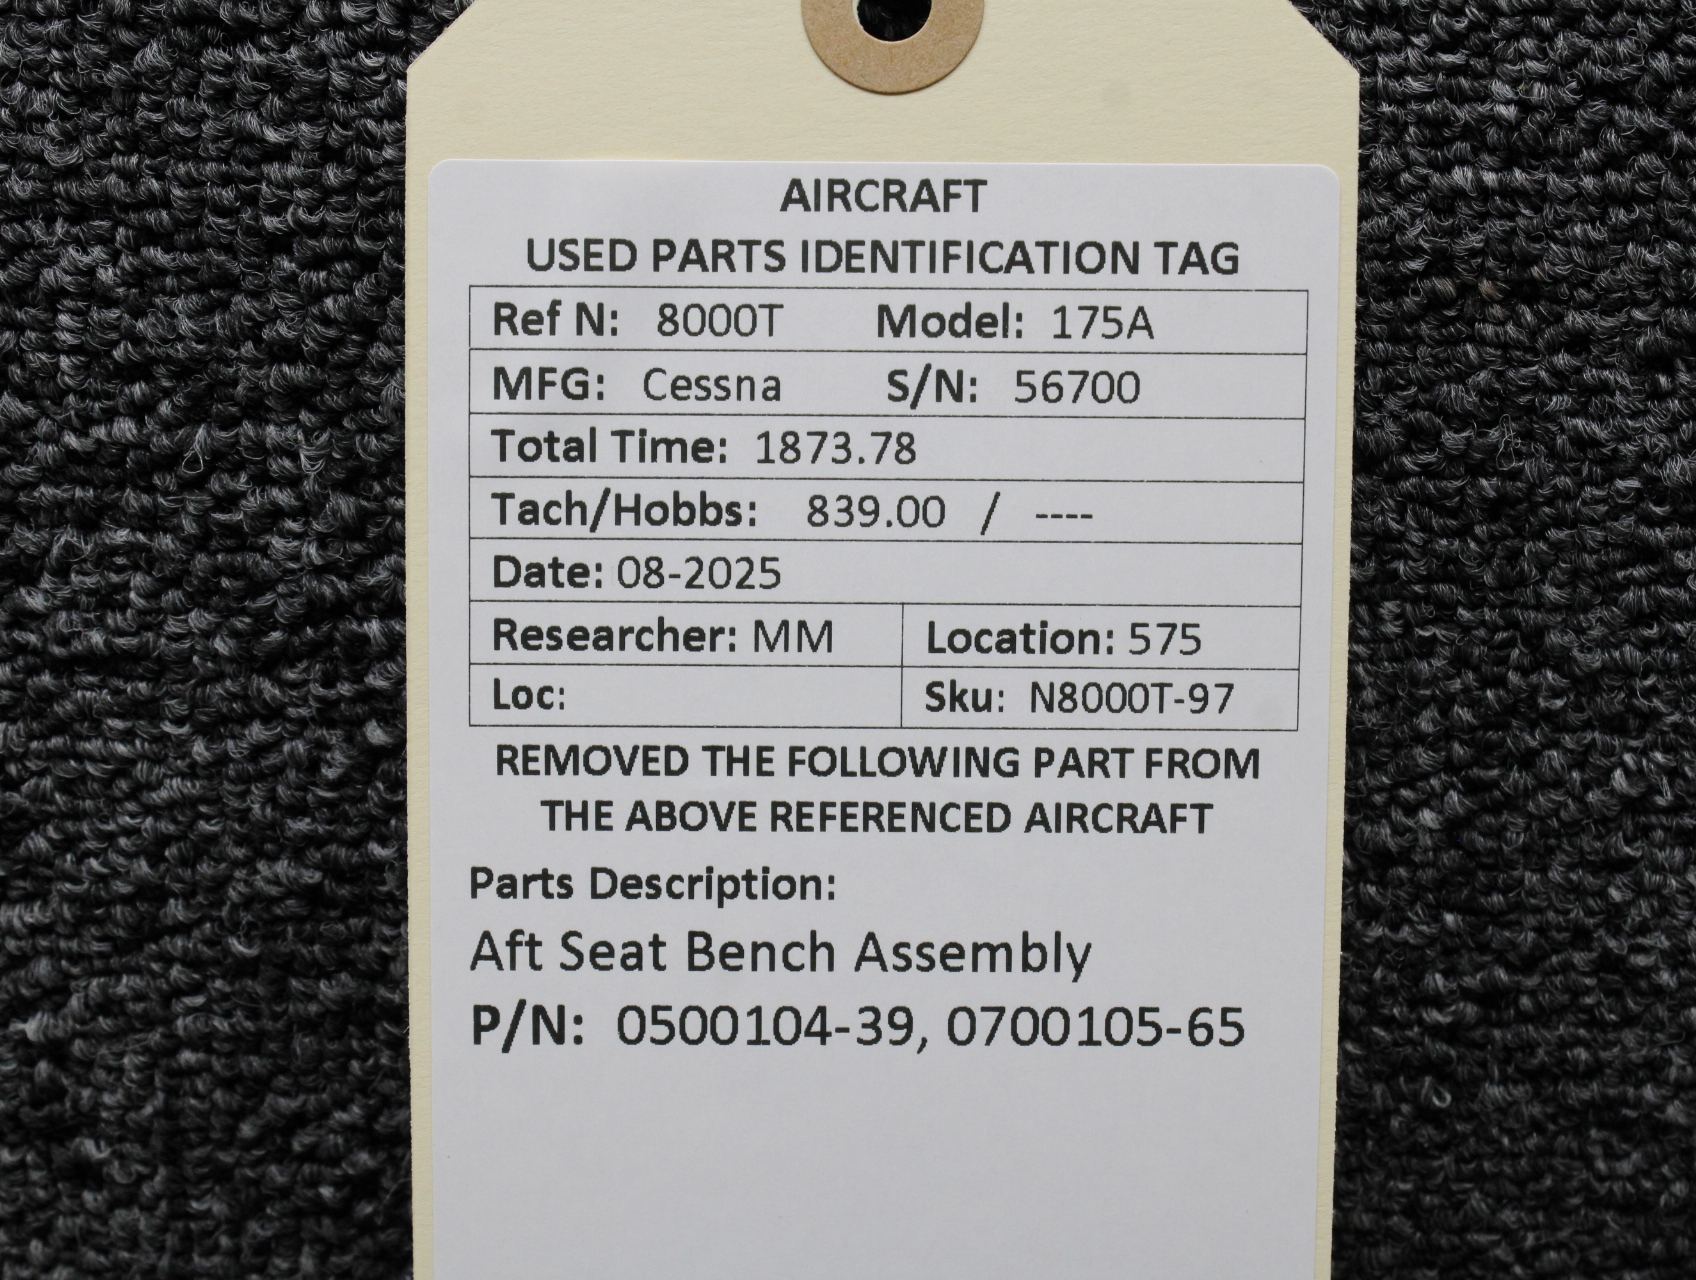 AIRCRAFT
USED PARTS IDENTIFICATION TAG
Ref N: 8000T Model: 175A
MFG: Cessna S/N: 56700
Total Time: 1873.78
Tach/Hobbs: 839.00 / ----
Date: 08-2025
Researcher: MM Location: 575
Loc: Sku: N8000T-97
REMOVED THE FOLLOWING PART FROM
THE ABOVE REFERENCED AIRCRAFT
Parts Description:
Aft Seat Bench Assembly
P/N: 0500104-39, 0700105-65